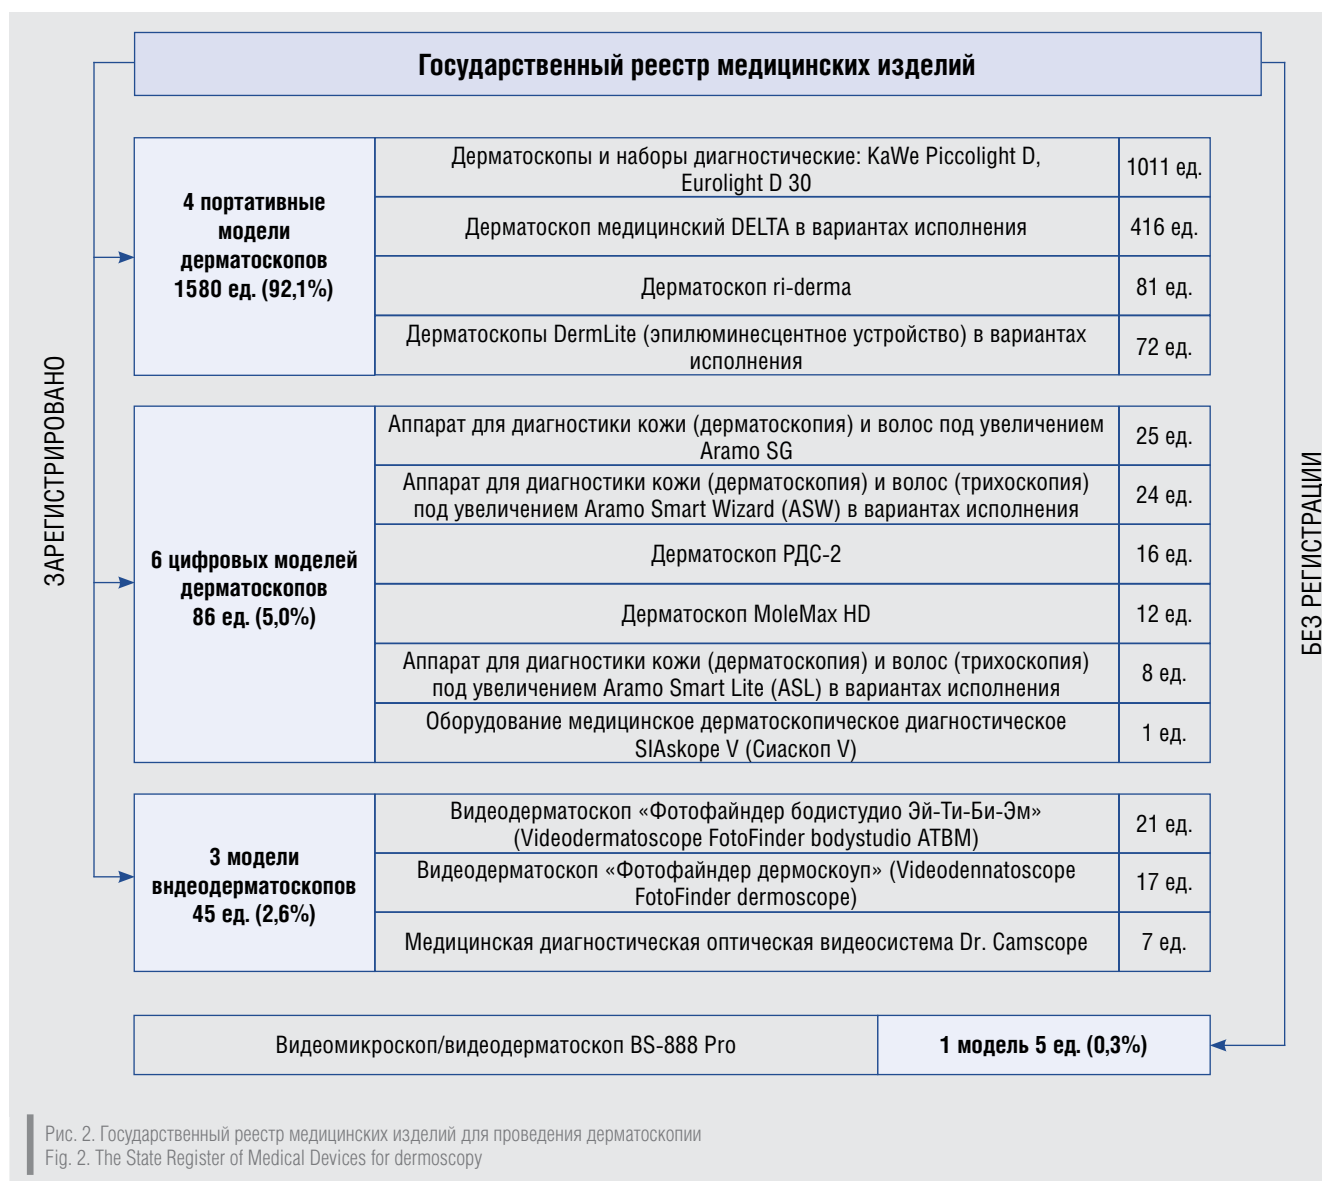 Государственный реестр медицинских изделий
ЗАРЕГИСТРИРОВАНО
4 портативные
модели
дерматоскопов
1580 ед. (92,1%)
Дерматоскопы и наборы диагностические: KaWe Piccolight D,
Eurolight D 30
1011 ед.
Дерматоскоп медицинский DELTA в вариантах исполнения
416 ед.
Дерматоскоп ri-derma
81 ед.
Дерматоскопы DermLite (эпилюминесцентное устройство) в вариантах
исполнения
72 ед.
6 цифровых моделей
дерматоскопов
86 ед. (5,0%)
Аппарат для диагностики кожи (дерматоскопия) и волос под увеличением
Aramo SG
25 ед.
Аппарат для диагностики кожи (дерматоскопия) и волос (трихоскопия)
под увеличением Aramo Smart Wizard (ASW) в вариантах исполнения
24 ед.
Дерматоскоп РДС-2
16 ед.
Дерматоскоп MoleMax HD
12 ед.
Аппарат для диагностики кожи (дерматоскопия) и волос (трихоскопия)
под увеличением Aramo Smart Lite (ASL) в вариантах исполнения
8 ед.
Оборудование медицинское дерматоскопическое диагностическое
SIAskope V (Сиаскоп V)
1 ед.
3 модели
вндеодерматоскопов
45 ед. (2,6%)
Видеодерматоскоп «Фотофайндер бодистудио Эй-Ти-Би-Эм»
(Videodermatoscope FotoFinder bodystudio ATBM)
21 ед.
Видеодерматоскоп «Фотофайндер дермоскоуп» (Videodennatoscope
FotoFinder dermoscope)
17 ед.
Медицинская диагностическая оптическая видеосистема Dr. Camscope
7 ед.
БЕЗ РЕГИСТРАЦИИ
Видеомикроскоп/видеодерматоскоп BS-888 Pro
1 модель 5 ед. (0,3%)
Рис. 2. Государственный реестр медицинских изделий для проведения дерматоскопии
Fig. 2. The State Register of Medical Devices for dermoscopy